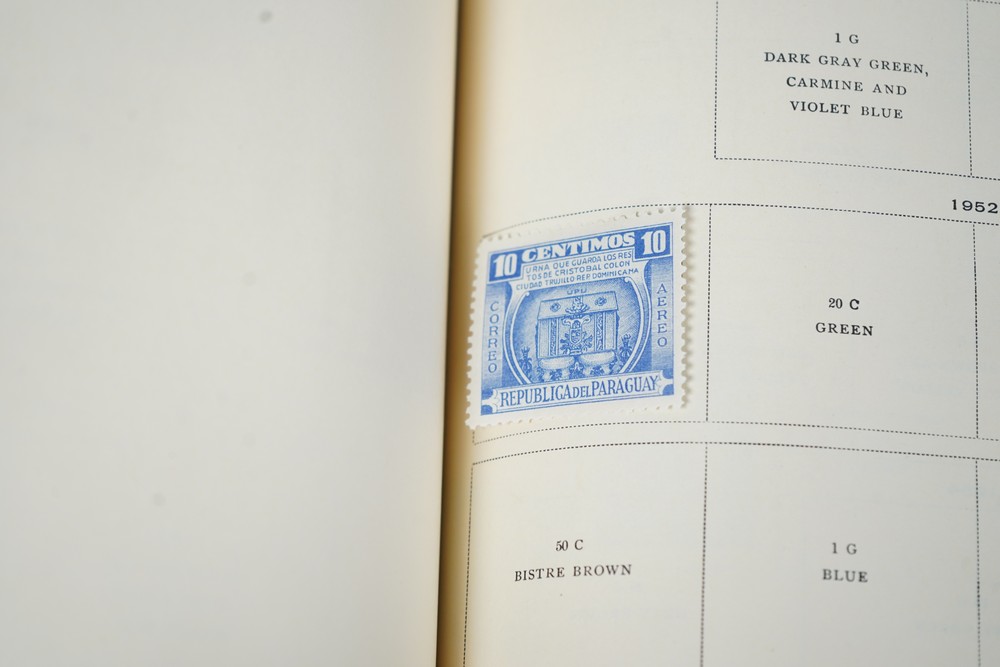 1 G
DARK GRAY GREEN,
CARMINE AND
VIOLET BLUE
1952
10 CENTIMOS 10
URNA QUE GUARDA LOS RES
TOS DE CRISTOBAL COLON
CIUDAD TRUJILLO-REP. DOMINICANA
UPU
CORREO
AEREO
REPUBLICA DEL PARAGUAY
20 C
GREEN
50 C
BISTRE BROWN
1 G
BLUE